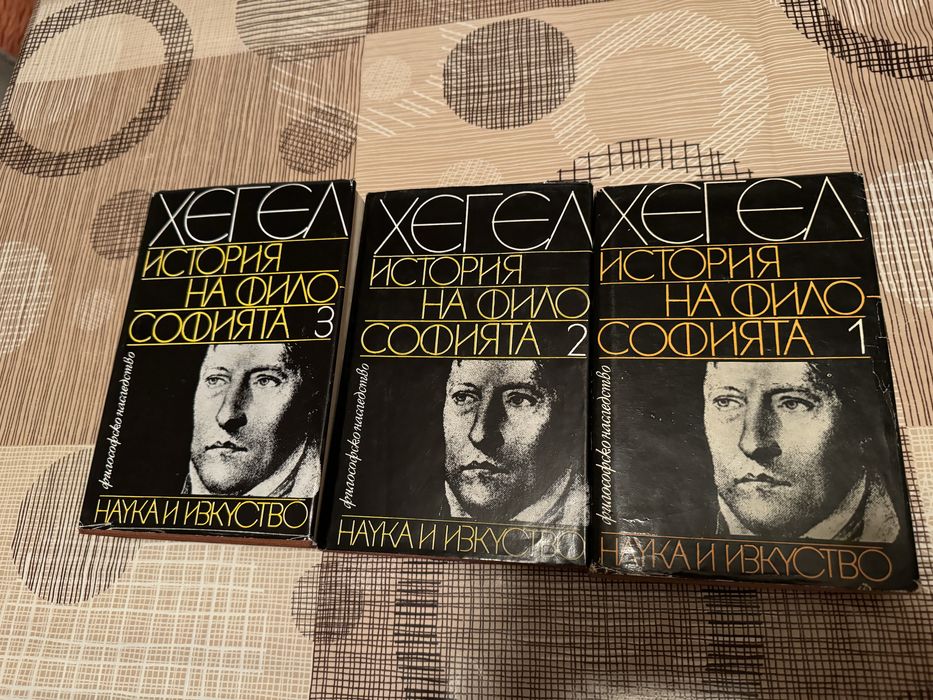 ХЕГЕЛ
ИСТОРИЯ
НА ФИЛО-
СОФИЯТА 3
философско наследство
НАУКА И ИЗКУСТВО
ХЕГЕЛ
ИСТОРИЯ
НА ФИЛО-
СОФИЯТА 2
философско наследство
НАУКА И ИЗКУСТВО
ХЕГЕЛ
ИСТОРИЯ
НА ФИЛО-
СОФИЯТА 1
философско наследство
НАУКА И ИЗКУСТВО